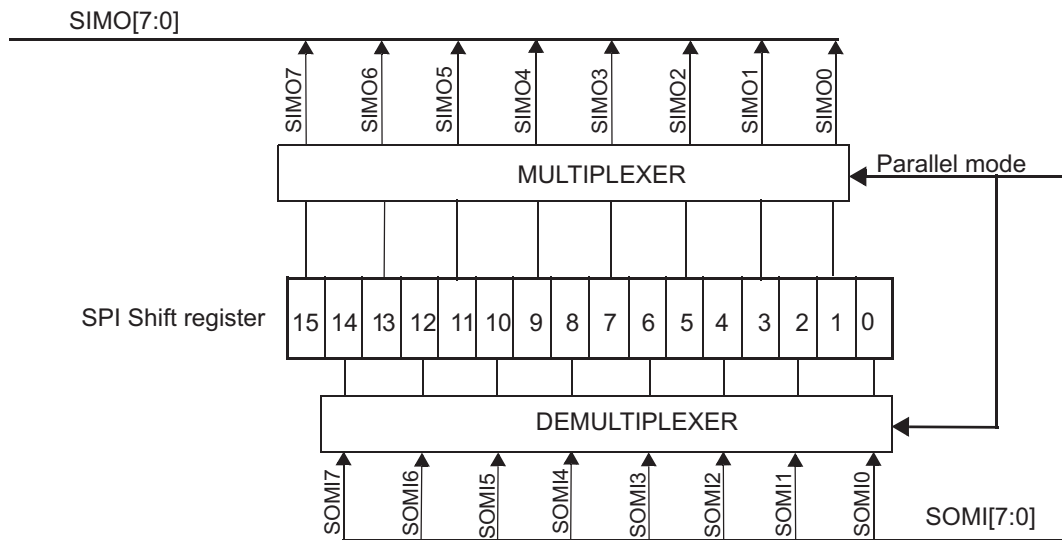 SIMO[7:0]
SIMO7 SIMO6 SIMO5 SIMO4 SIMO3 SIMO2 SIMO1 SIMO0
MULTIPLEXER
Parallel mode
SPI Shift register
15 14 13 12 11 10 9 8 7 6 5 4 3 2 1 0
DEMULTIPLEXER
SOMI7 SOMI6 SOMI5 SOMI4 SOMI3 SOMI2 SOMI1 SOMI0
SOMI[7:0]